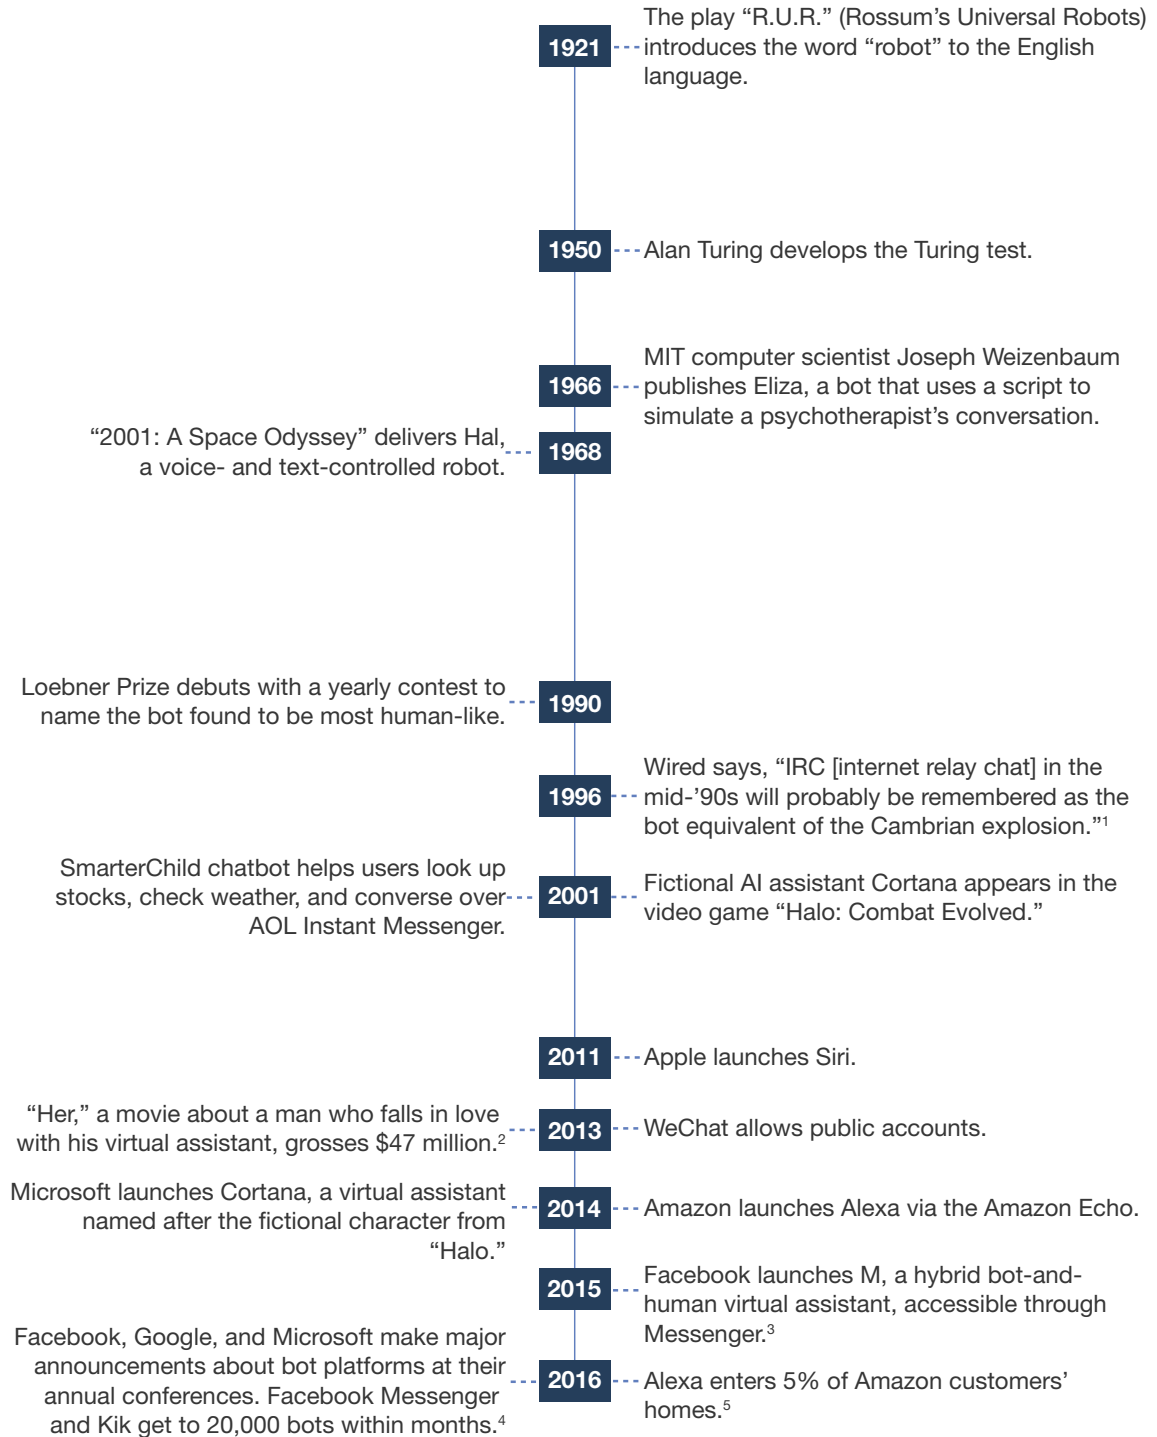 The play “R.U.R.” (Rossum’s Universal Robots)
1921
introduces the word “robot” to the English
language.
1950
Alan Turing develops the Turing test.
MIT computer scientist Joseph Weizenbaum
1966
publishes Eliza, a bot that uses a script to
simulate a psychotherapist’s conversation.
“2001: A Space Odyssey” delivers Hal,
a voice- and text-controlled robot.
1968
Loebner Prize debuts with a yearly contest to
name the bot found to be most human-like.
1990
Wired says, “IRC [internet relay chat] in the
1996
mid-’90s will probably be remembered as the
bot equivalent of the Cambrian explosion.”1
SmarterChild chatbot helps users look up
stocks, check weather, and converse over
AOL Instant Messenger.
2001
Fictional AI assistant Cortana appears in the
video game “Halo: Combat Evolved.”
2011
Apple launches Siri.
“Her,” a movie about a man who falls in love
with his virtual assistant, grosses $47 million.2
2013
WeChat allows public accounts.
Microsoft launches Cortana, a virtual assistant
named after the fictional character from
“Halo.”
2014
Amazon launches Alexa via the Amazon Echo.
2015
Facebook launches M, a hybrid bot-and-
human virtual assistant, accessible through
Messenger.3
Facebook, Google, and Microsoft make major
announcements about bot platforms at their
annual conferences. Facebook Messenger
and Kik get to 20,000 bots within months.4
2016
Alexa enters 5% of Amazon customers’
homes.5